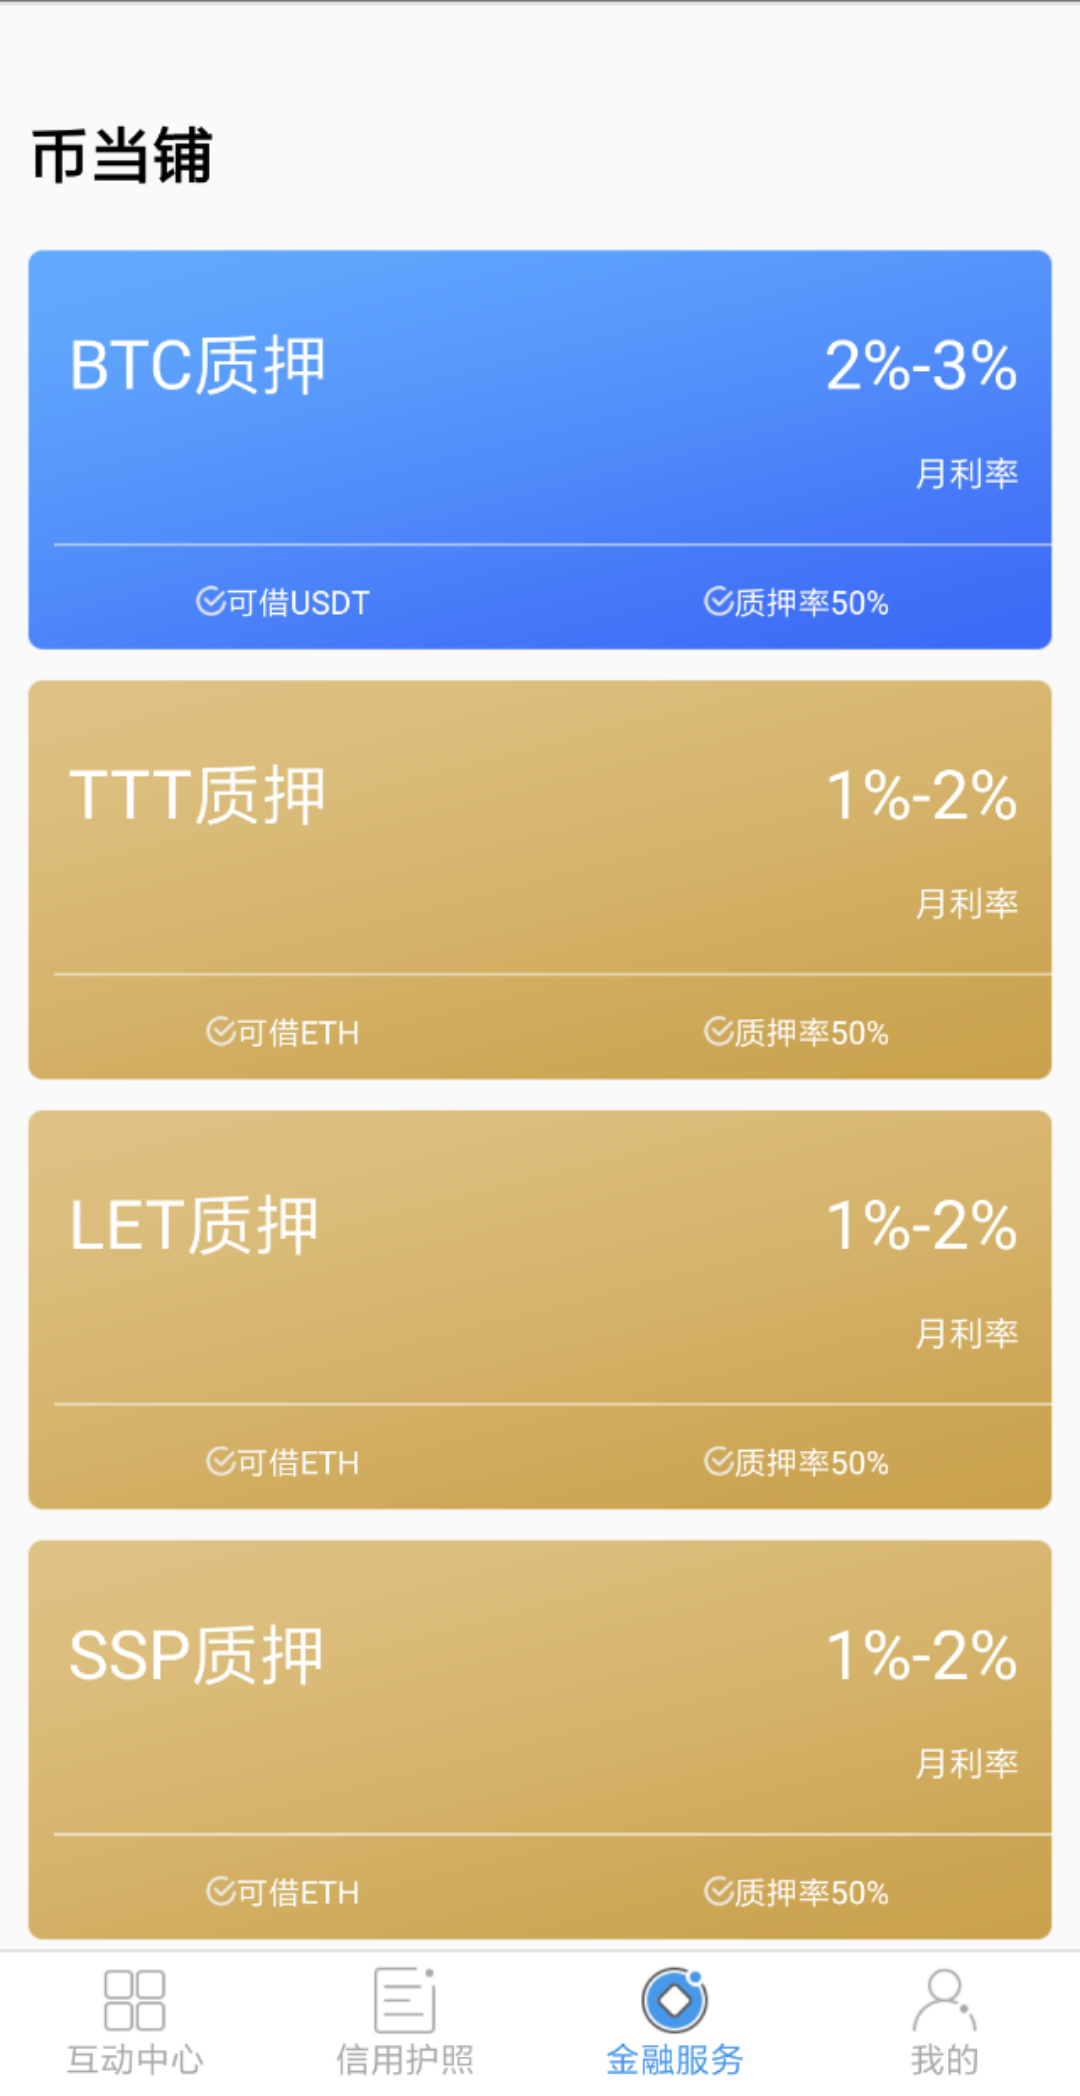 币当铺
BTC质押 2%-3%
月利率
可借USDT 质押率50%
TTT质押 1%-2%
月利率
可借ETH 质押率50%
LET质押 1%-2%
月利率
可借ETH 质押率50%
SSP质押 1%-2%
月利率
可借ETH 质押率50%
互动中心 信用护照 金融服务 我的